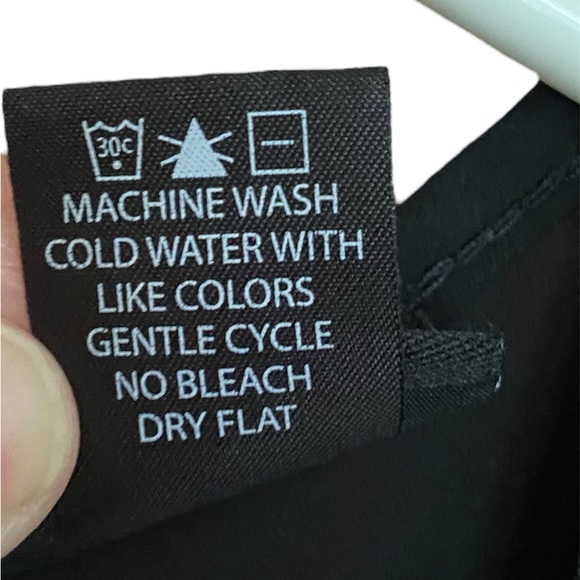 30c
MACHINE WASH
COLD WATER WITH
LIKE COLORS
GENTLE CYCLE
NO BLEACH
DRY FLAT